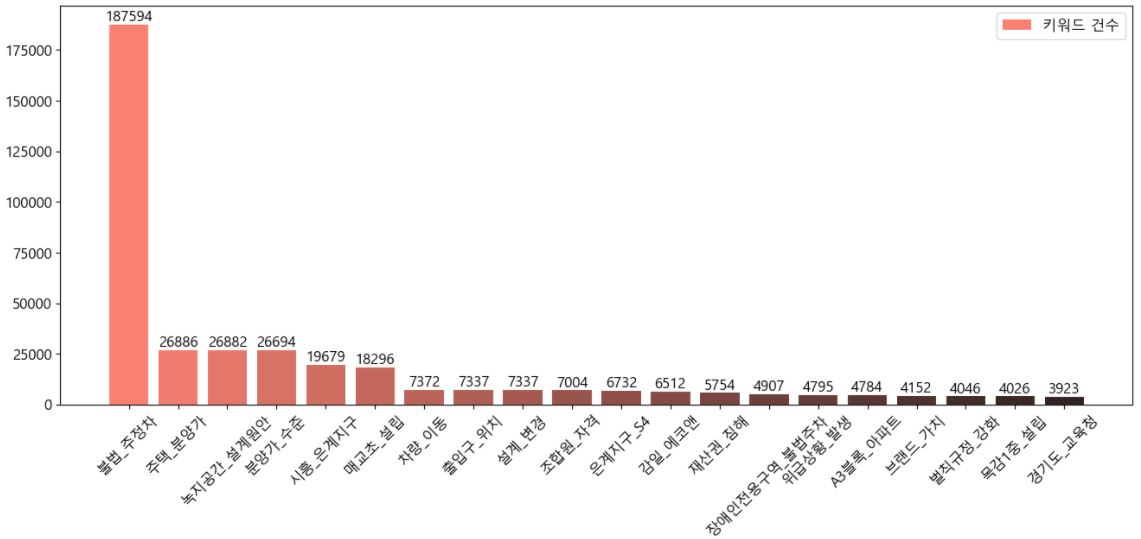 187594
키워드 건수
175000
150000
125000
100000
75000
50000
25000
0
26886
26882
26694
19679
18296
7372
7337
7337
7004
6732
6512
5754
4907
4795
4784
4152
4046
4026
3923
불법_주정차
주택_분양가
녹지공간_설계원안
분양가_수준
시흥_은계지구
매교초_설립
차량_이동
출입구_위치
설계_변경
조합원_자격
은계지구_S4
감일_에코앤
재산권_침해
장애인전용구역_불법주차
위급상황_발생
A3블록_아파트
브랜드_가치
벌칙규정_강화
목감1중_설립
경기도_교육청